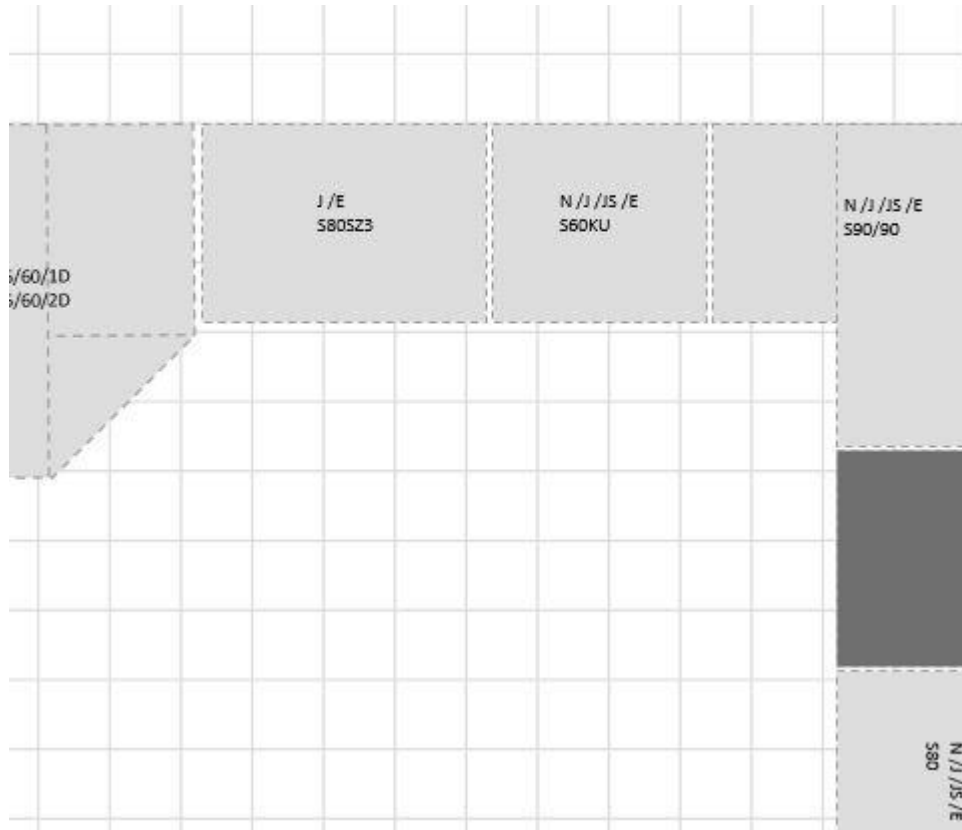 J /E
S80SZ3
N /J /JS /E
S60KU
N /J /JS /E
S90/90
/60/1D
/60/2D
N /J /JS /E
S80